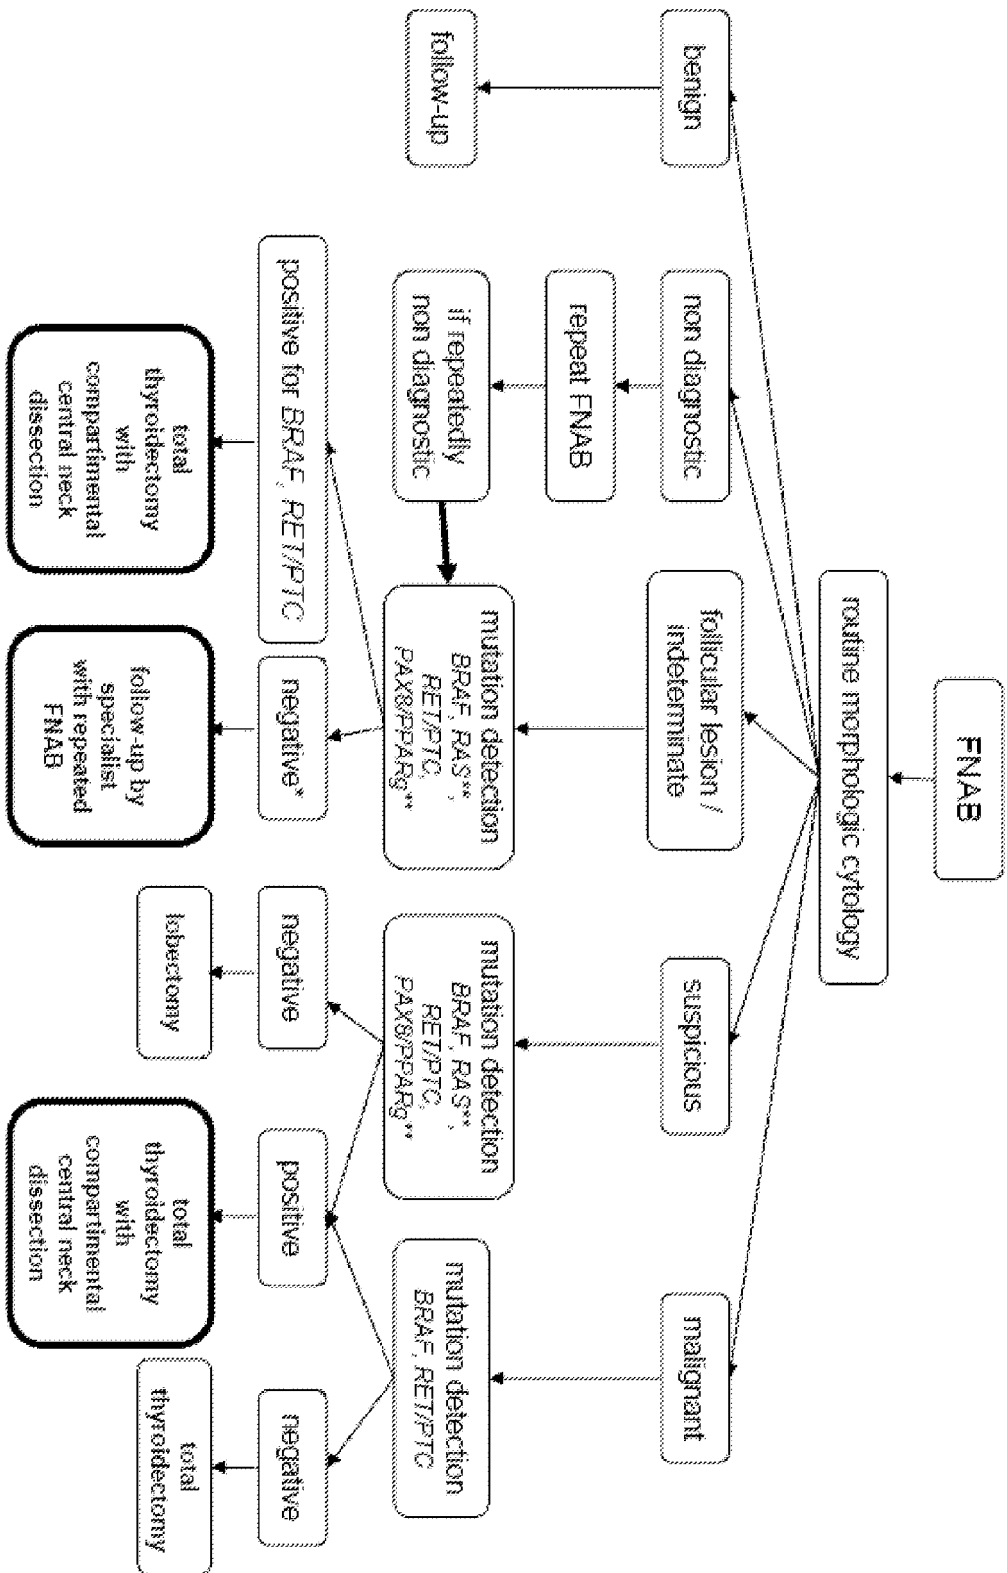 FNAB
routine morphologic cytology
benign
non diagnostic
follicular lesion /
indeterminate
suspicious
malignant
follow-up
repeat FNAB
if repeatedly
non diagnostic
mutation detection
BRAF, RAS**,
RET/PTC,
PAX8/PPARg**
mutation detection
BRAF, RAS**,
RET/PTC,
PAX8/PPARg**
mutation detection
BRAF, RET/PTC
positive for BRAF, RET/PTC
negative*
negative
positive
negative
total
thyroidectomy
with
compartimental
central neck
dissection
follow-up by
specialist
with repeated
FNAB
lobectomy
total
thyroidectomy
with
compartimental
central neck
dissection
total
thyroidectomy